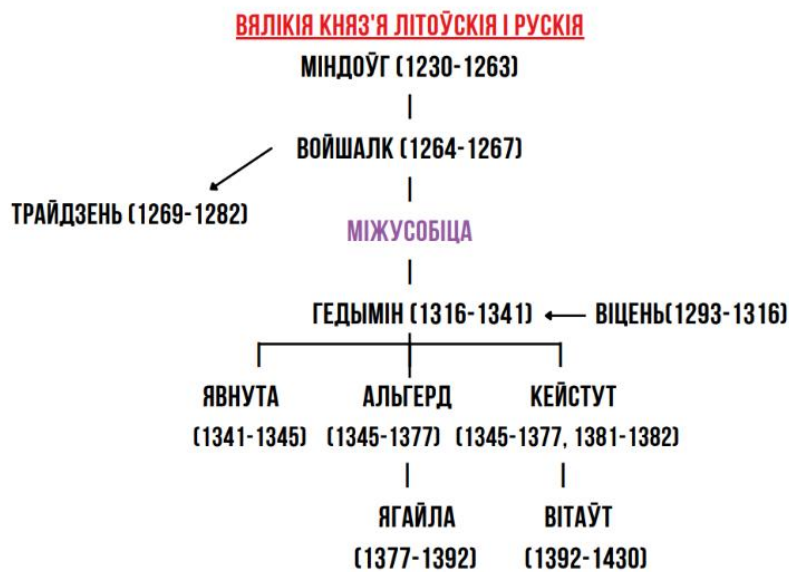 ВЯЛІКІЯ КНЯЗ'Я ЛІТОЎСКІЯ І РУСКІЯ
МІНДОЎГ (1230-1263)
ВОЙШАЛК (1264-1267)
ТРАЙДЗЕНЬ (1269-1282)
МІЖУСОБІЦА
ГЕДЫМІН (1316-1341) ВІЦЕНЬ(1293-1316)
ЯВНУТА АЛЬГЕРД КЕЙСТУТ
(1341-1345) (1345-1377) (1345-1377, 1381-1382)
ЯГАЙЛА ВІТАЎТ
(1377-1392) (1392-1430)